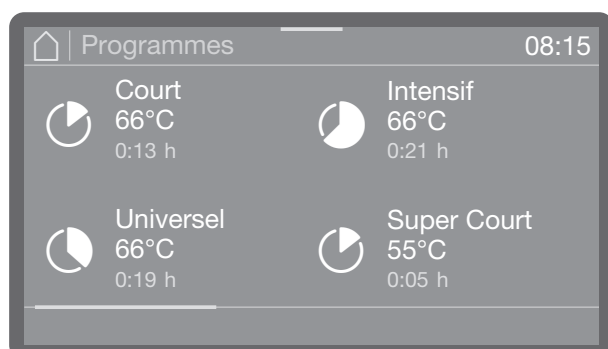 Programmes 08:15
Court
66°C
0:13 h
Intensif
66°C
0:21 h
Universel
66°C
0:19 h
Super Court
55°C
0:05 h